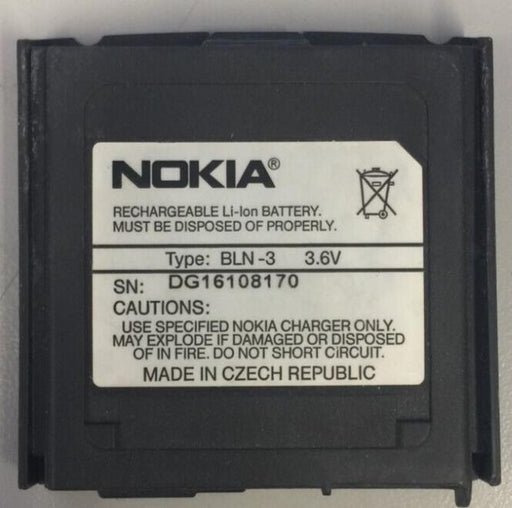 NOKIA®
RECHARGEABLE Li-Ion BATTERY.
MUST BE DISPOSED OF PROPERLY.
Type: BLN-3 3.6V
SN: DG16108170
CAUTIONS:
USE SPECIFIED NOKIA CHARGER ONLY.
MAY EXPLODE IF DAMAGED OR DISPOSED
OF IN FIRE. DO NOT SHORT CIRCUIT.
MADE IN CZECH REPUBLIC